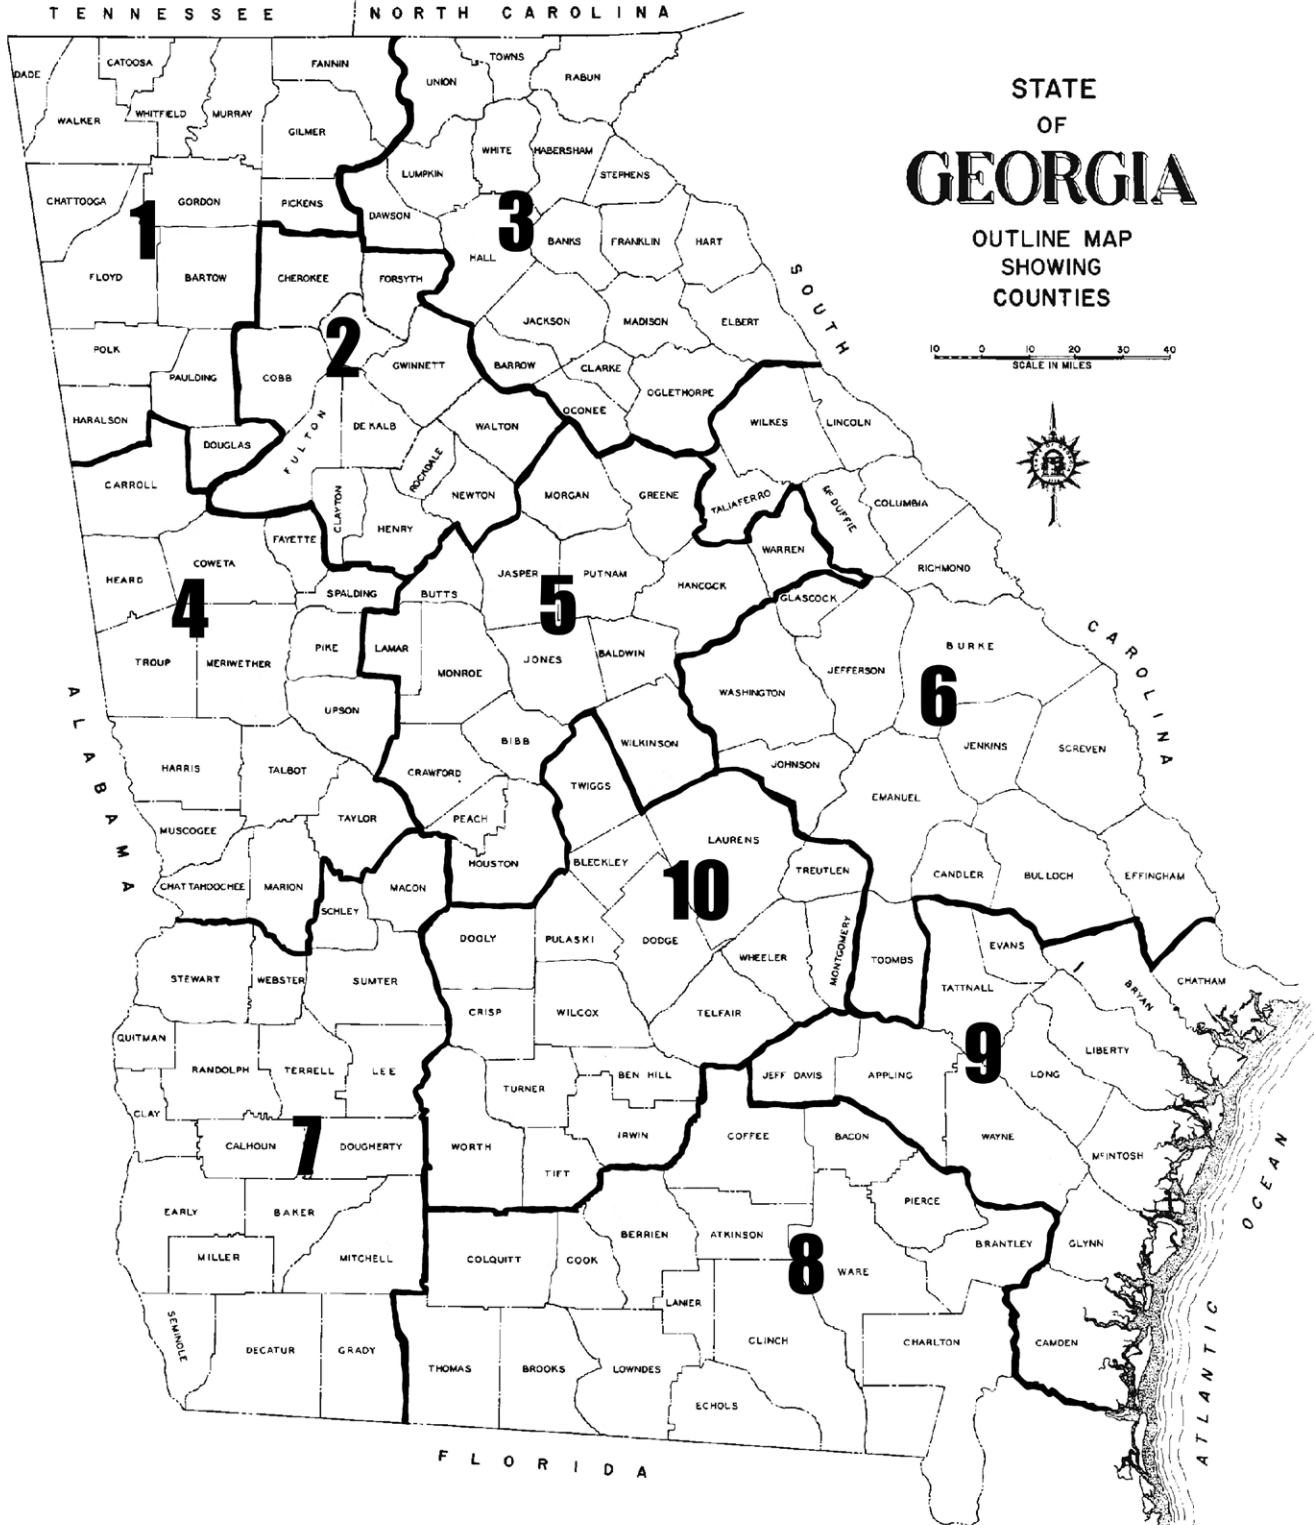 TENNESSEE
NORTH CAROLINA
STATE
OF
GEORGIA
OUTLINE MAP
SHOWING
COUNTIES
10 0 10 20 30 40
SCALE IN MILES
SOUTH
CAROLINA
ALABAMA
FLORIDA
ATLANTIC
OCEAN
DADE
CATOOSA
FANNIN
UNION
TOWNS
RABUN
WALKER
WHITFIELD
MURRAY
GILMER
LUMPKIN
WHITE
HABERSHAM
STEPHENS
CHATTOOGA
GORDON
PICKENS
DAWSON
1
3
HALL
BANKS
FRANKLIN
HART
FLOYD
BARTOW
CHEROKEE
FORSYTH
JACKSON
MADISON
ELBERT
POLK
PAULDING
COBB
2
GWINNETT
BARROW
CLARKE
OGLETHORPE
HARALSON
DOUGLAS
FULTON
DE KALB
WALTON
OCONEE
WILKES
LINCOLN
CARROLL
CLAYTON
ROCKDALE
NEWTON
MORGAN
GREENE
TALIAFERRO
McDUFFIE
COLUMBIA
FAYETTE
HENRY
WARREN
RICHMOND
HEARD
COWETA
SPALDING
BUTTS
JASPER
PUTNAM
HANCOCK
GLASCOCK
4
5
TROUP
MERIWETHER
PIKE
LAMAR
MONROE
JONES
BALDWIN
WASHINGTON
JEFFERSON
BURKE
6
UPSON
BIBB
WILKINSON
JENKINS
SCREVEN
HARRIS
TALBOT
CRAWFORD
TWIGGS
JOHNSON
EMANUEL
MUSCOGEE
TAYLOR
PEACH
LAURENS
CHATTAHOOCHEE
MARION
MACON
HOUSTON
BLECKLEY
10
TREUTLEN
CANDLER
BULLOCH
EFFINGHAM
SCHLEY
DOOLY
PULASKI
DODGE
WHEELER
MONTGOMERY
TOOMBS
EVANS
STEWART
WEBSTER
SUMTER
TATTNALL
BRYAN
CHATHAM
QUITMAN
CRISP
WILCOX
TELFAIR
9
RANDOLPH
TERRELL
LEE
TURNER
BEN HILL
JEFF DAVIS
APPLING
LONG
LIBERTY
CLAY
CALHOUN
7
DOUGHERTY
WORTH
IRWIN
COFFEE
BACON
WAYNE
McINTOSH
TIFT
EARLY
BAKER
PIERCE
MILLER
MITCHELL
COLQUITT
COOK
BERRIEN
ATKINSON
8
WARE
BRANTLEY
GLYNN
SEMINOLE
DECATUR
GRADY
THOMAS
BROOKS
LOWNDES
LANIER
CLINCH
CHARLTON
CAMDEN
ECHOLS